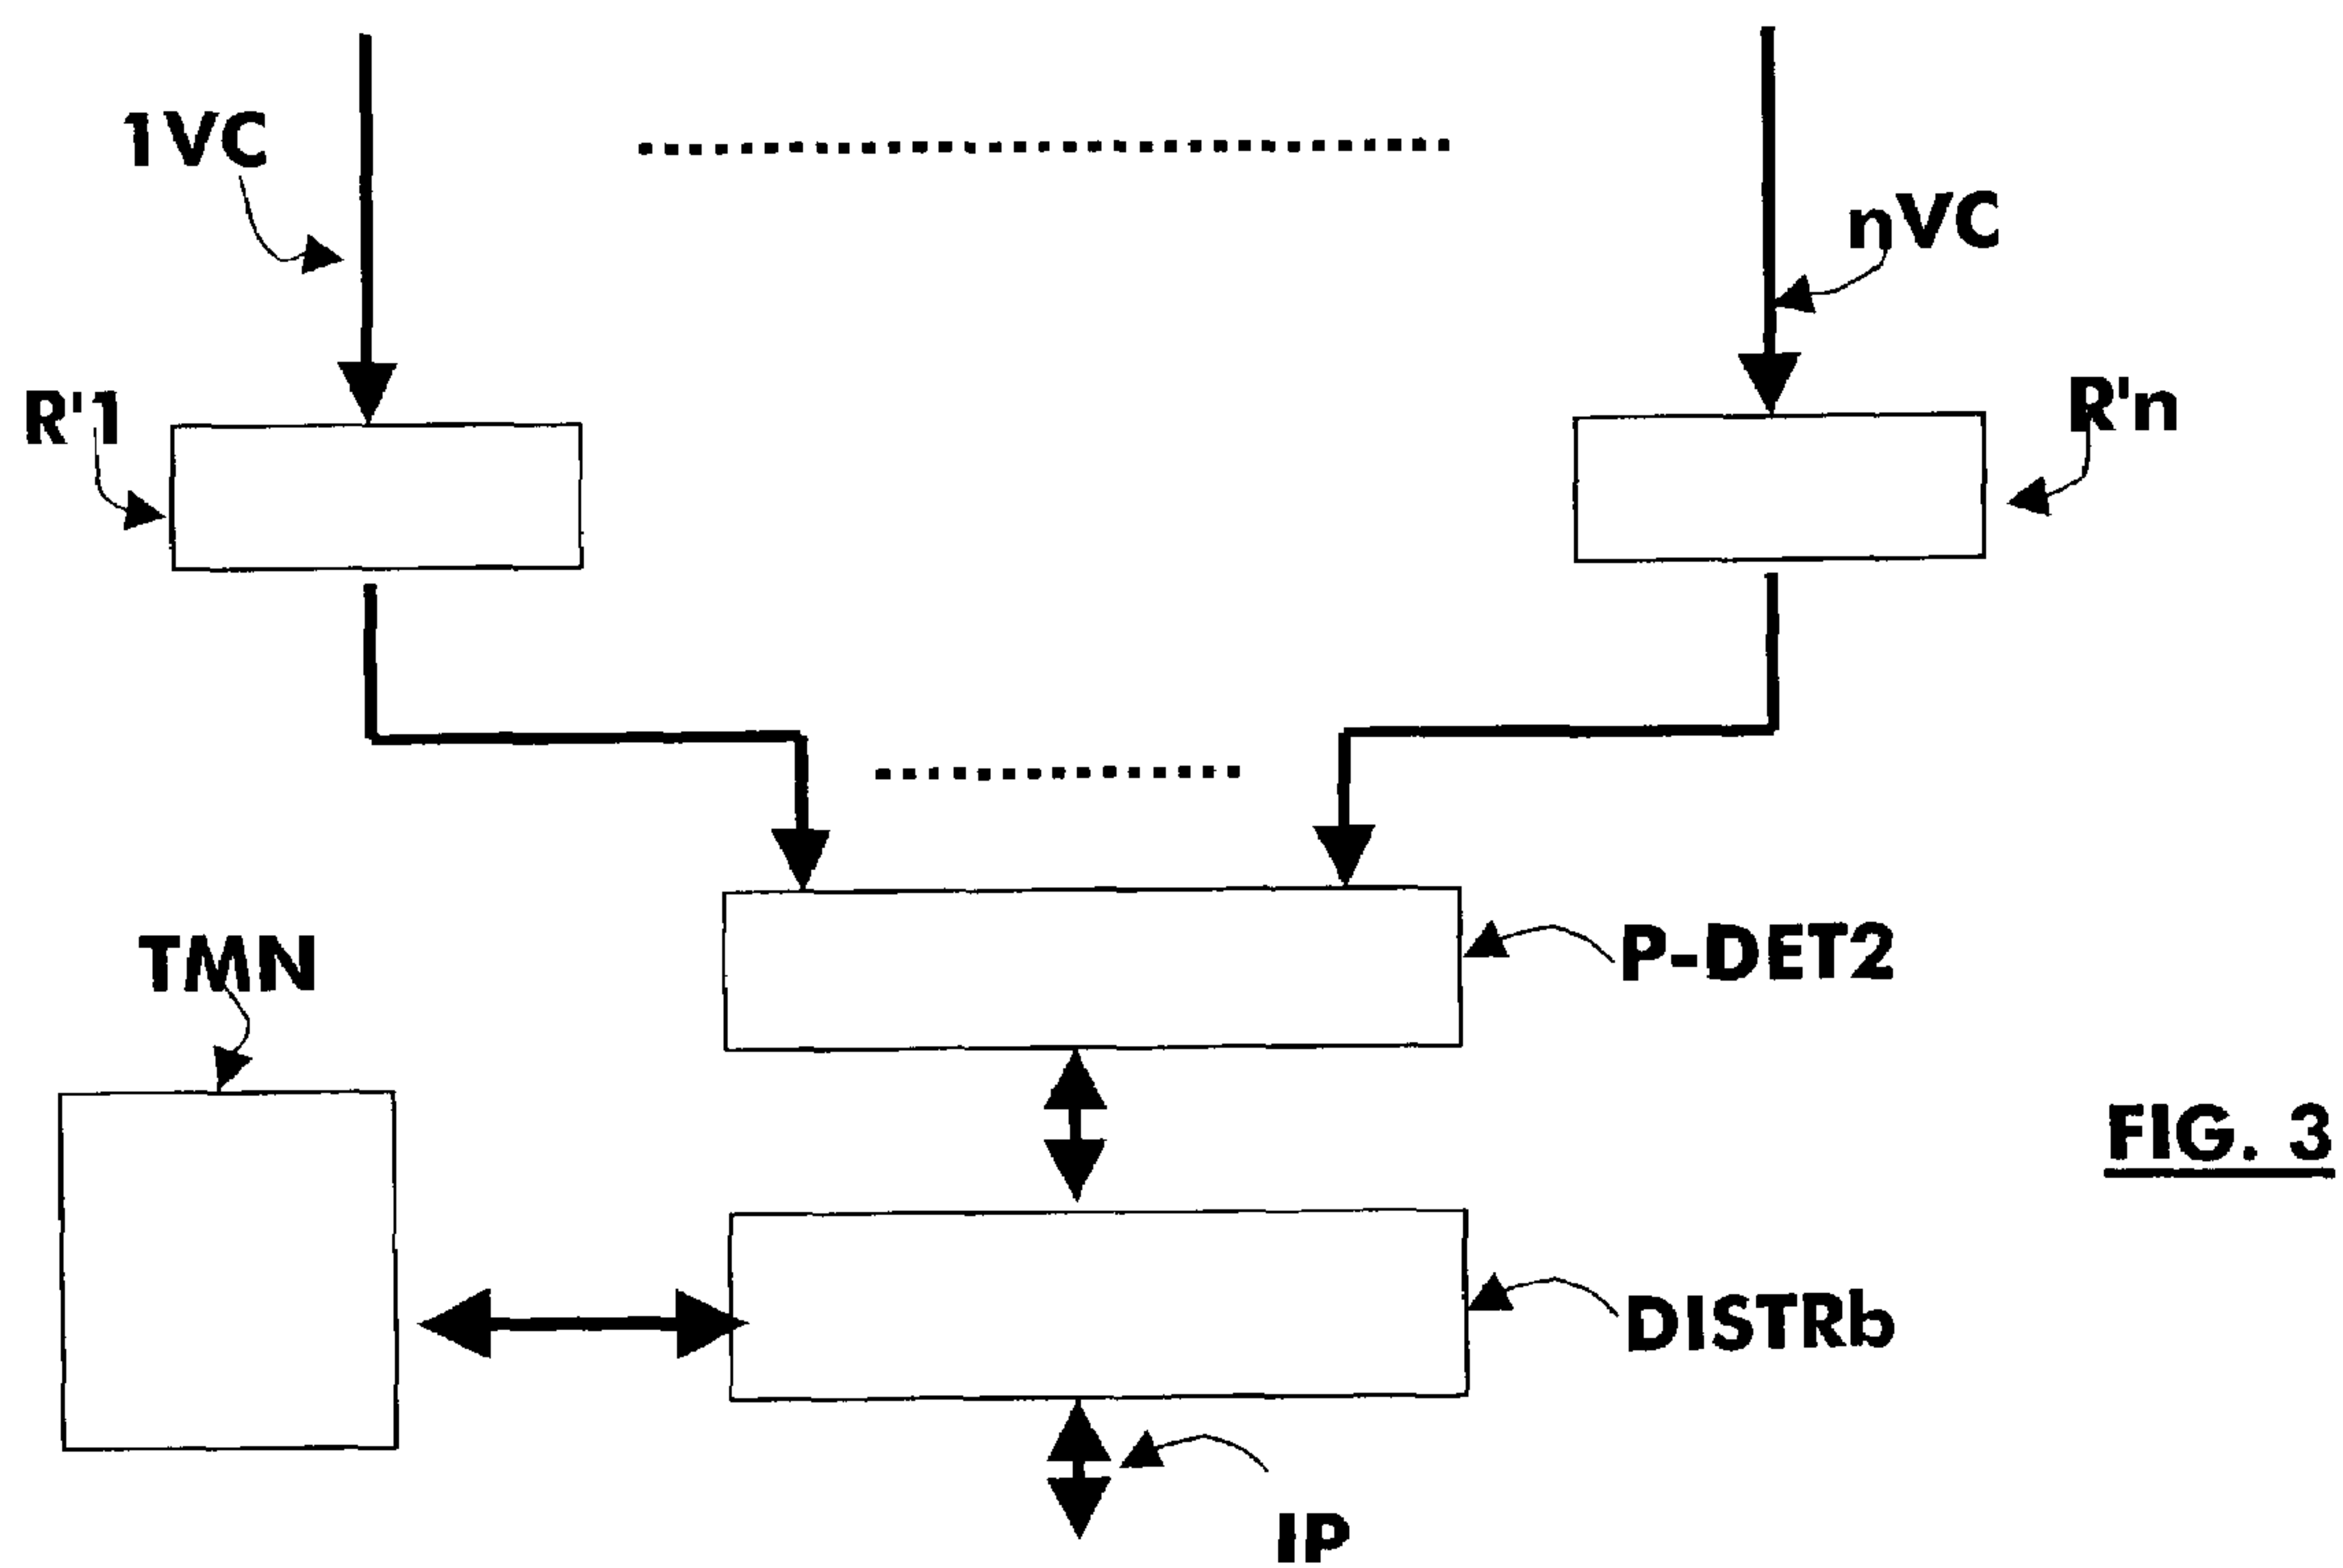 1VC
nVC
R'1
R'n
TMN
P-DET2
FIG. 3
DISTRb
IP